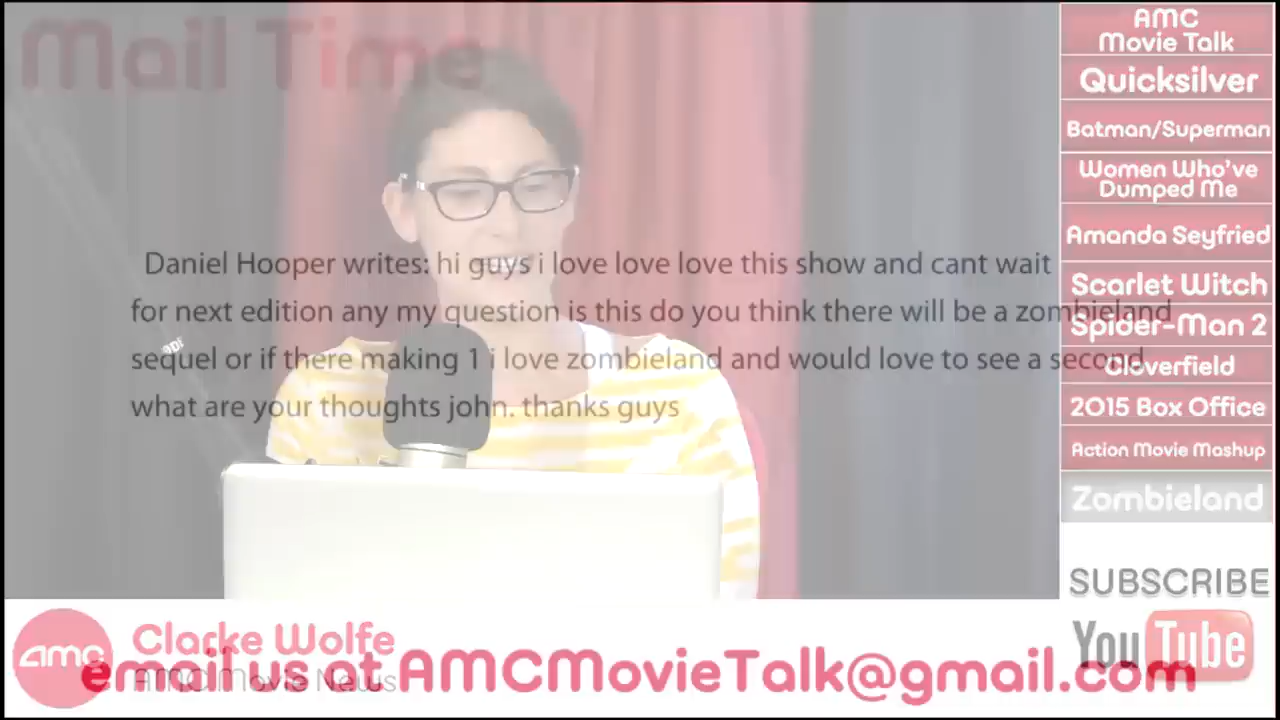 Mail Time
Daniel Hooper writes: hi guys i love love love this show and cant wait
for next edition any my question is this do you think there will be a zombieland
sequel or if there making 1 i love zombieland and would love to see a second
what are your thoughts john. thanks guys
AMC
Movie Talk
Quicksilver
Batman/Superman
Women Who've
Dumped Me
Amanda Seyfried
Scarlet Witch
Spider-Man 2
Cloverfield
2015 Box Office
Action Movie Mashup
Zombieland
SUBSCRIBE
YouTube
amc
Clarke Wolfe
AMC Movie News
email us at AMCMovieTalk@gmail.com